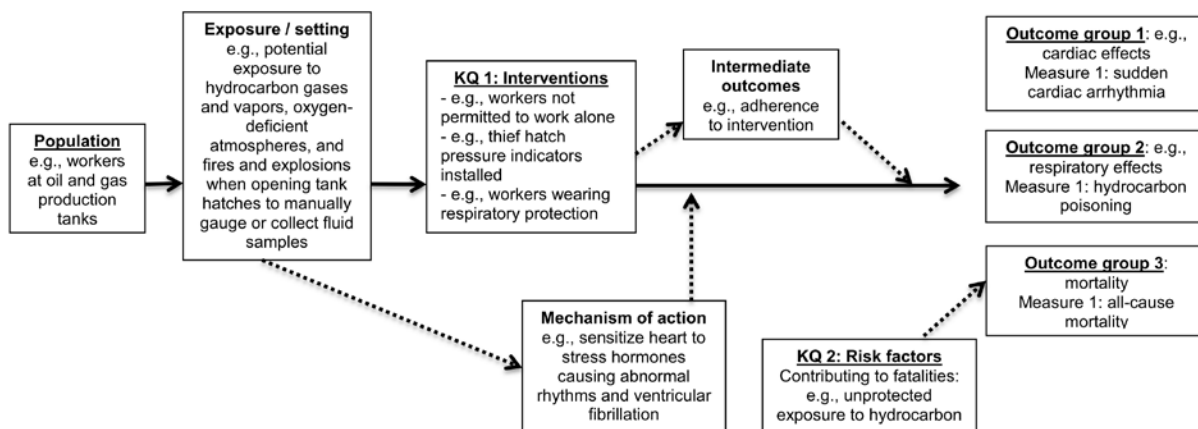 Population
e.g., workers
at oil and gas
production
tanks
Exposure / setting
e.g., potential
exposure to
hydrocarbon gases
and vapors, oxygen-
deficient
atmospheres, and
fires and explosions
when opening tank
hatches to manually
gauge or collect fluid
samples
KQ 1: Interventions
- e.g., workers not
permitted to work alone
- e.g., thief hatch
pressure indicators
installed
- e.g., workers wearing
respiratory protection
Intermediate
outcomes
e.g., adherence
to intervention
Mechanism of action
e.g., sensitize heart to
stress hormones
causing abnormal
rhythms and ventricular
fibrillation
KQ 2: Risk factors
Contributing to fatalities:
e.g., unprotected
exposure to hydrocarbon
Outcome group 1: e.g.,
cardiac effects
Measure 1: sudden
cardiac arrhythmia
Outcome group 2: e.g.,
respiratory effects
Measure 1: hydrocarbon
poisoning
Outcome group 3:
mortality
Measure 1: all-cause
mortality